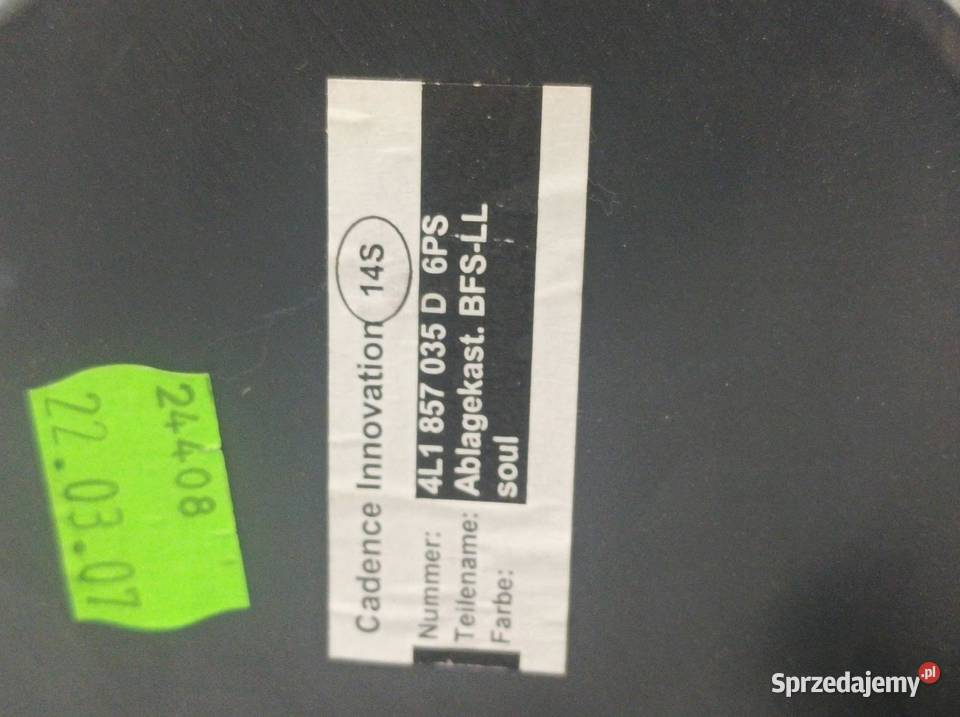 Cadence Innovation 14S
Nummer: 4L1 857 035 D 6PS
Teilename: Ablagekast. BFS-LL
Farbe: soul
24408
22.03.07
Sprzedajemy.pl